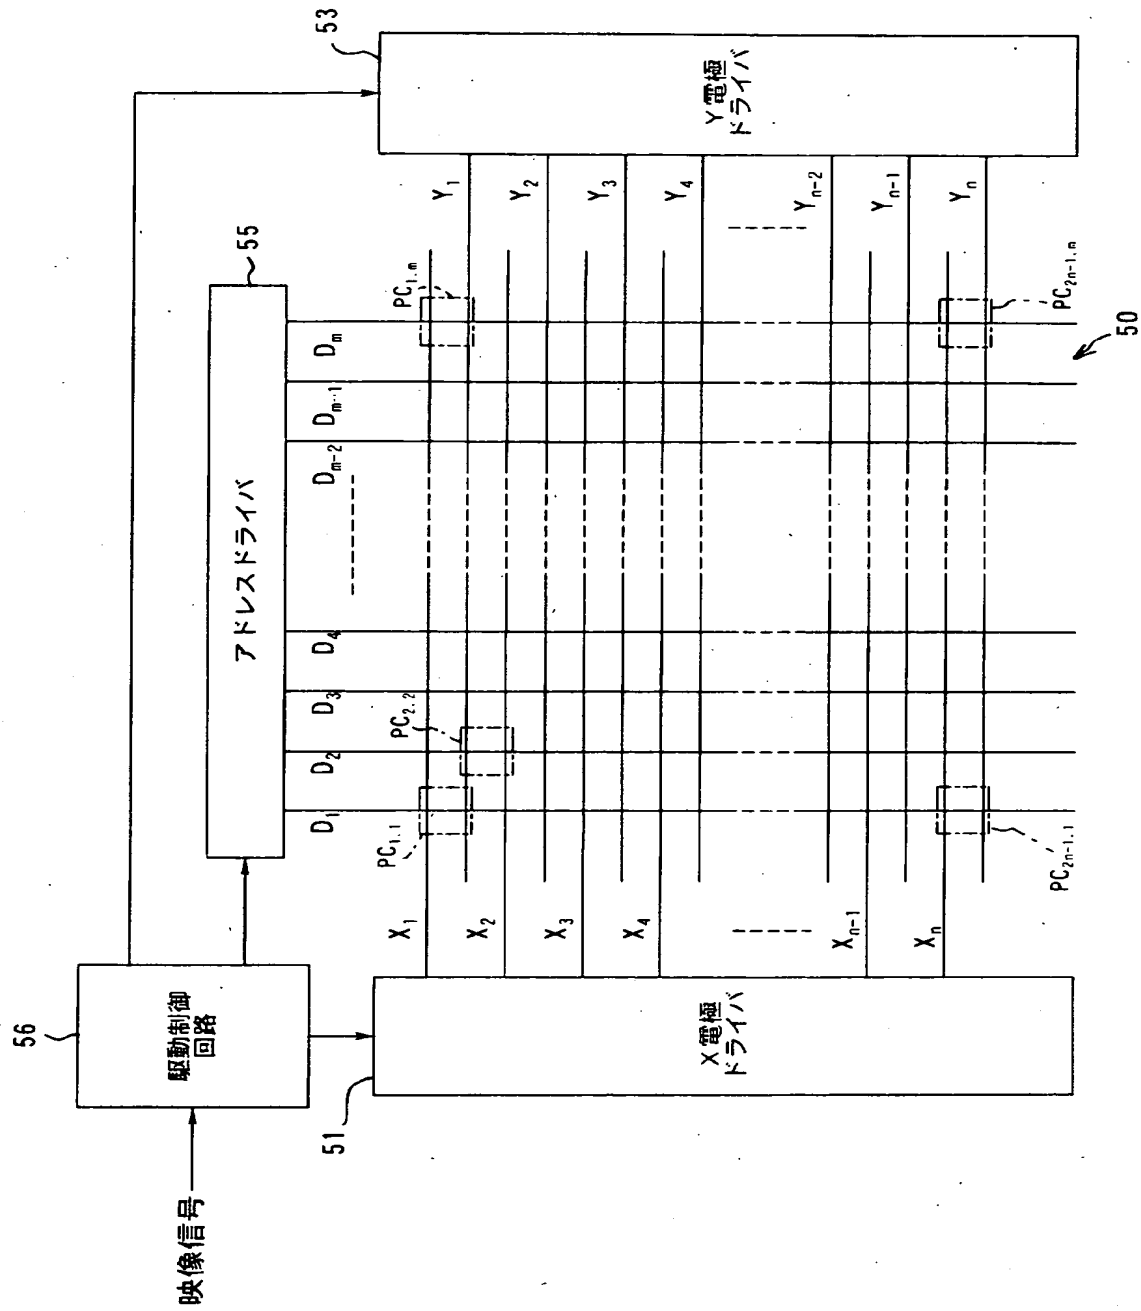 映像信号
56
駆動制御
回路
アドレスドライバ
55
53
51
X電極
ドライバ
Y電極
ドライバ
D1
D2
D3
D4
Dm-2
Dm-1
Dm
X1
X2
X3
X4
Xn-1
Xn
Y1
Y2
Y3
Y4
Yn-2
Yn-1
Yn
PC1.1
PC2.2
PC1.m
PC2n-1.1
PC2n-1.m
50